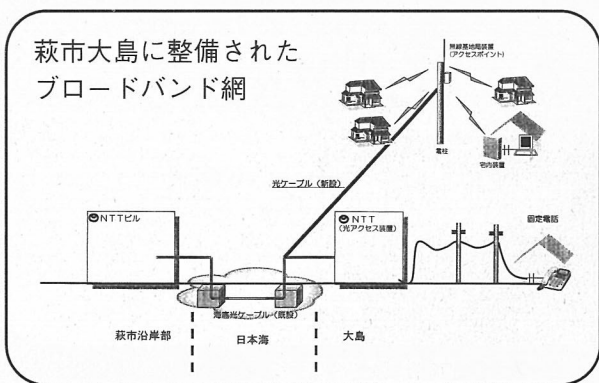 萩市大島に整備された
ブロードバンド網
無線基地局装置
(アクセスポイント)
電柱
宅内装置
光ケーブル（新設）
NTTビル
NTT
(光アクセス装置)
固定電話
海底光ケーブル（既設）
萩市沿岸部
日本海
大島